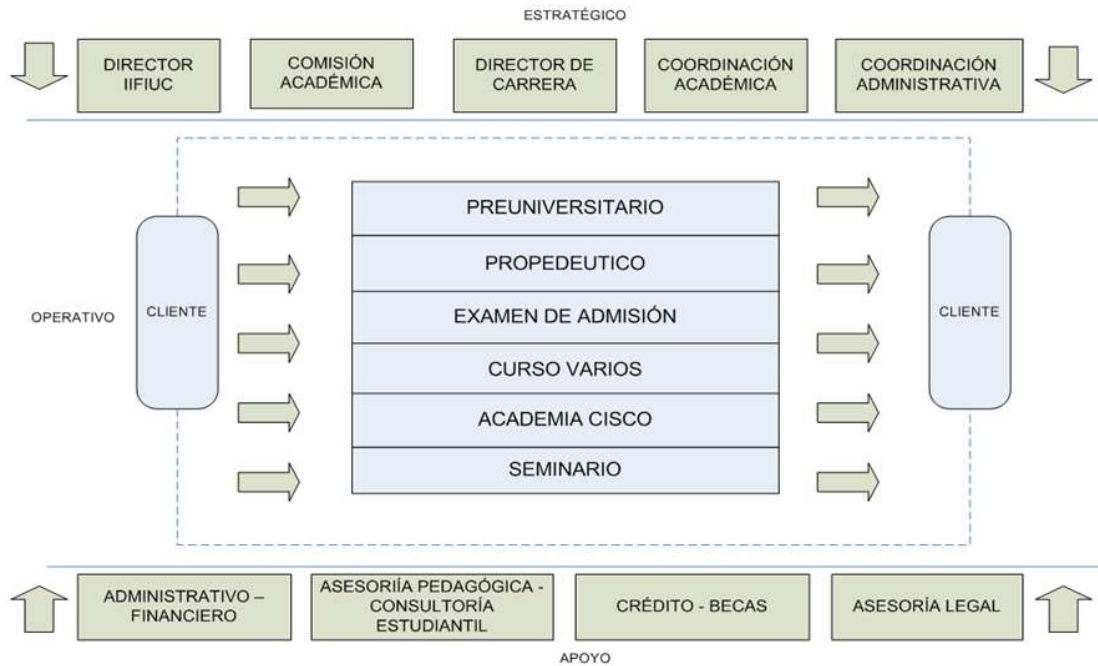 ESTRATÉGICO
DIRECTOR
IIFIUC
COMISIÓN
ACADÉMICA
DIRECTOR DE
CARRERA
COORDINACIÓN
ACADÉMICA
COORDINACIÓN
ADMINISTRATIVA
OPERATIVO
CLIENTE
PREUNIVERSITARIO
PROPEDEUTICO
EXAMEN DE ADMISIÓN
CURSO VARIOS
ACADEMIA CISCO
SEMINARIO
CLIENTE
ADMINISTRATIVO –
FINANCIERO
ASESORIÍA PEDAGÓGICA -
CONSULTORÍA
ESTUDIANTIL
CRÉDITO - BECAS
ASESORÍA LEGAL
APOYO